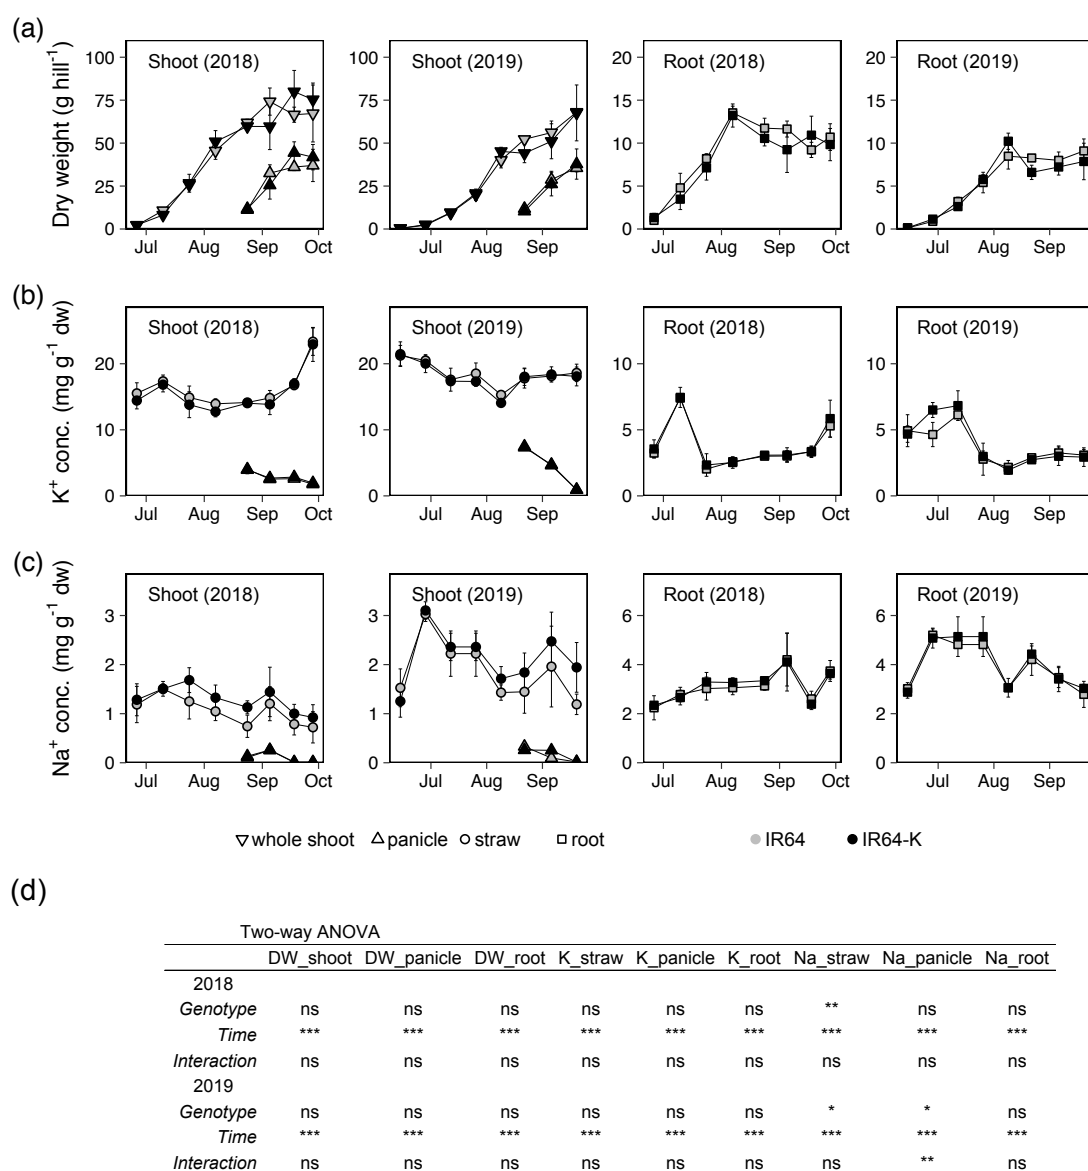 (a)
Dry weight (g hill⁻¹)
Shoot (2018)
Shoot (2019)
Root (2018)
Root (2019)
100
75
50
25
0
Jul Aug Sep Oct
100
75
50
25
0
Jul Aug Sep
20
15
10
5
0
Jul Aug Sep Oct
20
15
10
5
0
Jul Aug Sep
(b)
K⁺ conc. (mg g⁻¹ dw)
Shoot (2018)
Shoot (2019)
Root (2018)
Root (2019)
20
10
0
Jul Aug Sep Oct
20
10
0
Jul Aug Sep
10
5
0
Jul Aug Sep Oct
10
5
0
Jul Aug Sep
(c)
Na⁺ conc. (mg g⁻¹ dw)
Shoot (2018)
Shoot (2019)
Root (2018)
Root (2019)
3
2
1
0
Jul Aug Sep Oct
3
2
1
0
Jul Aug Sep
6
4
2
0
Jul Aug Sep Oct
6
4
2
0
Jul Aug Sep
whole shoot panicle straw root IR64 IR64-K
(d)
Two-way ANOVA
DW_shoot DW_panicle DW_root K_straw K_panicle K_root Na_straw Na_panicle Na_root
2018
Genotype ns ns ns ns ns ns ** ns ns
Time *** *** *** *** *** *** *** *** ***
Interaction ns ns ns ns ns ns ns ns ns
2019
Genotype ns ns ns ns ns ns * * ns
Time *** *** *** *** *** *** *** *** ***
Interaction ns ns ns ns ns ns ns ** ns